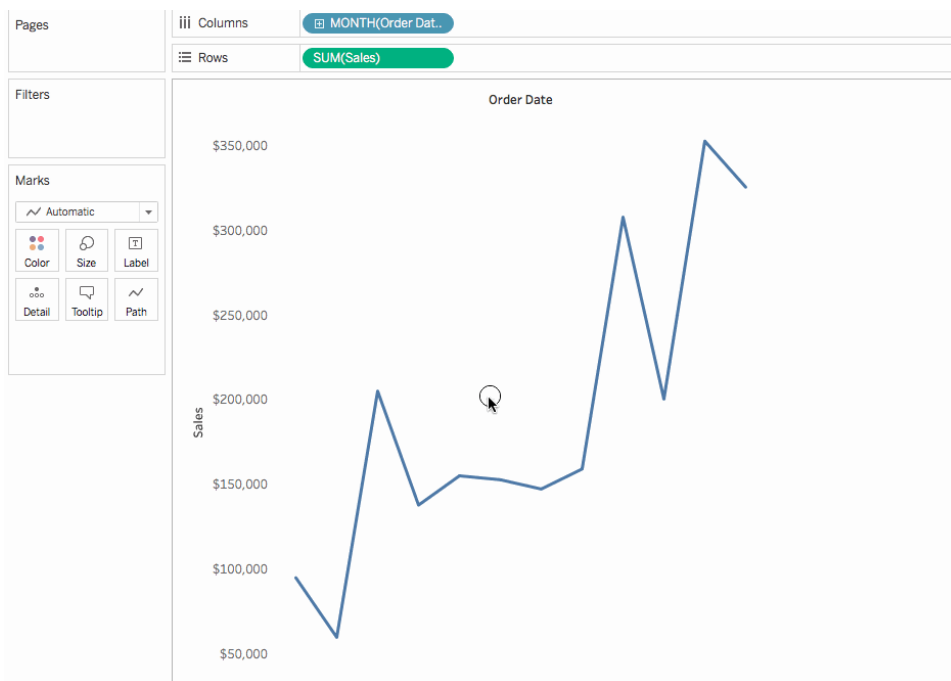 Pages
iii Columns
MONTH(Order Dat..
Rows
SUM(Sales)
Filters
Marks
Automatic
Color
Size
T
Label
Detail
Tooltip
Path
Order Date
$350,000
$300,000
$250,000
$200,000
$150,000
$100,000
$50,000
Sales